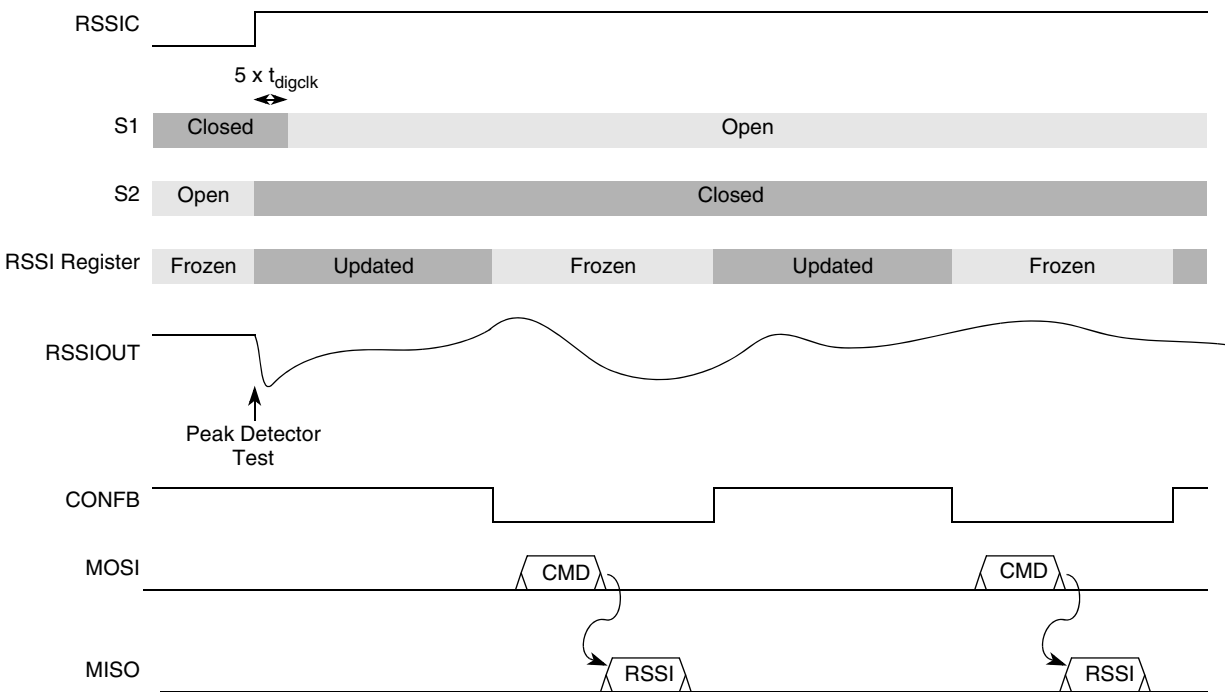 RSSIC
5 x tdigclk
S1 Closed Open
S2 Open Closed
RSSI Register Frozen Updated Frozen Updated Frozen
RSSIOUT
Peak Detector
Test
CONFB
MOSI CMD CMD
MISO RSSI RSSI